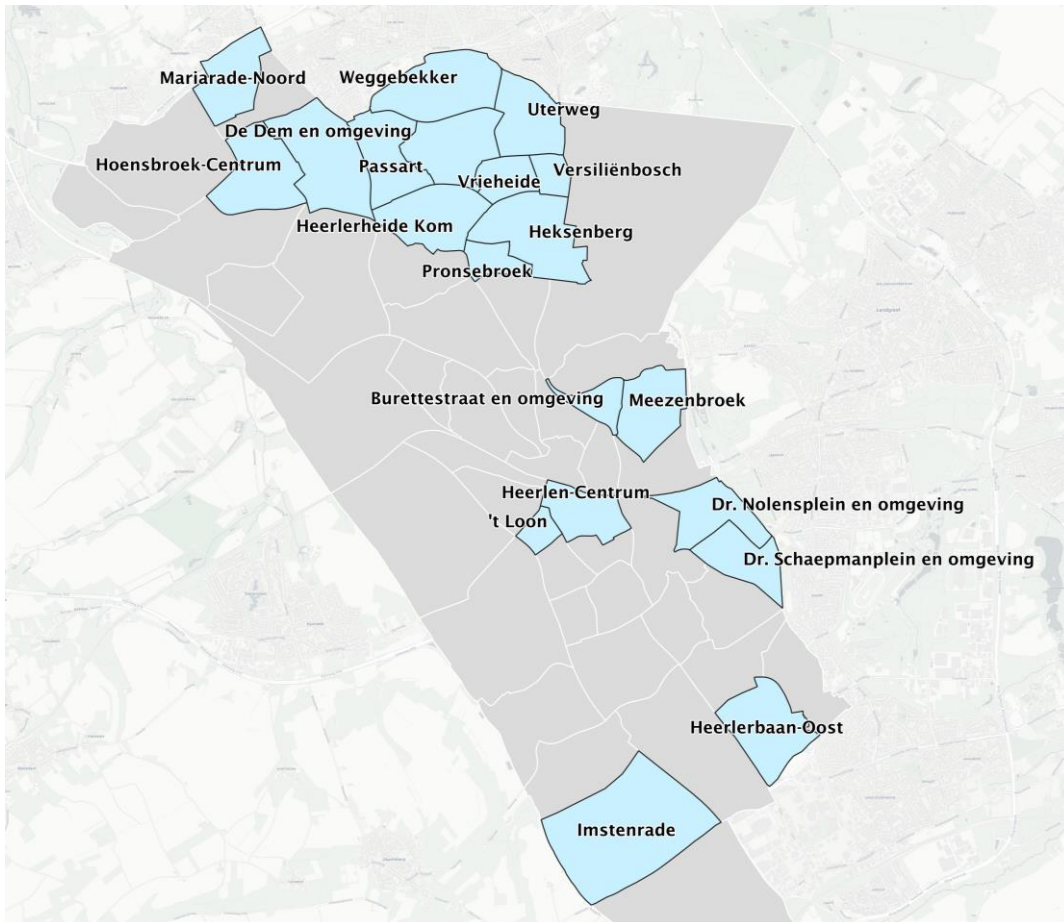 Mariarade-Noord
Weggebekker
Uterweg
De Dem en omgeving
Hoensbroek-Centrum
Passart
Vrieheide
Versiliënbosch
Heerlerheide Kom
Heksenberg
Pronsebroek
Burettestraat en omgeving
Meezenbroek
Heerlen-Centrum
't Loon
Dr. Nolensplein en omgeving
Dr. Schaepmanplein en omgeving
Heerlerbaan-Oost
Imstenrade